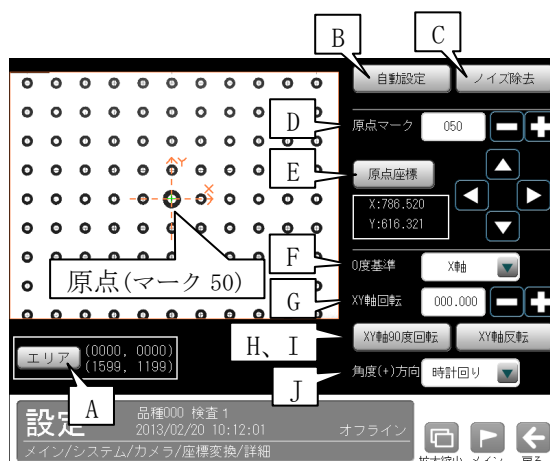 B
C
自動設定
ノイズ除去
D
原点マーク
050
E
原点座標
X:786.520
Y:616.321
Y
X
原点(マーク 50)
F
0度基準
X軸
G
XY軸回転
000.000
H、I
XY軸90度回転
XY軸反転
J
角度(+)方向
時計回り
エリア
(0000, 0000)
(1599, 1199)
A
設定
品種000 検査1
2013/02/20 10:12:01
オフライン
メイン/システム/カメラ/座標変換/詳細
拡大縮小
メイン
戻る